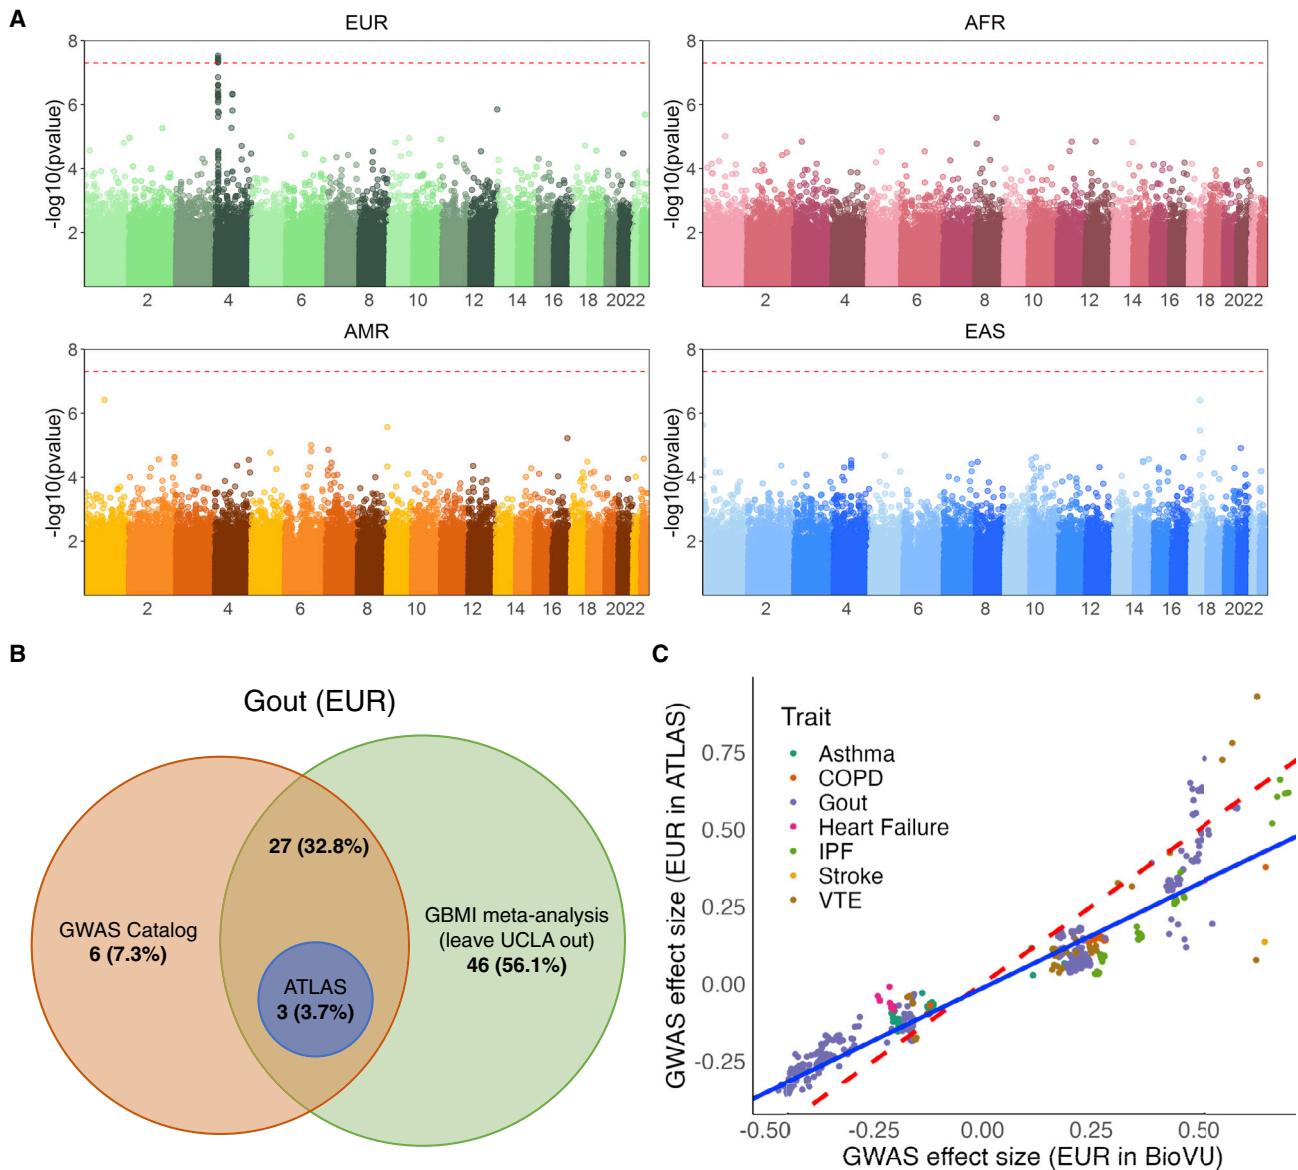 A
EUR
AFR
8
6
4
2
-log10(pvalue)
2 4 6 8 10 12 14 16 18 2022
8
6
4
2
-log10(pvalue)
2 4 6 8 10 12 14 16 18 2022
AMR
EAS
8
6
4
2
-log10(pvalue)
2 4 6 8 10 12 14 16 18 2022
8
6
4
2
-log10(pvalue)
2 4 6 8 10 12 14 16 18 2022
B
Gout (EUR)
27 (32.8%)
GWAS Catalog
6 (7.3%)
GBMI meta-analysis
(leave UCLA out)
46 (56.1%)
ATLAS
3 (3.7%)
C
GWAS effect size (EUR in ATLAS)
0.75
0.50
0.25
0.00
-0.25
Trait
Asthma
COPD
Gout
Heart Failure
IPF
Stroke
VTE
-0.50 -0.25 0.00 0.25 0.50
GWAS effect size (EUR in BioVU)